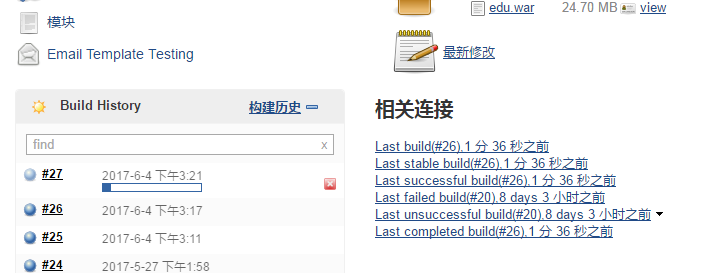 模块
Email Template Testing
Build History 构建历史
find x
#27 2017-6-4 下午3:21
#26 2017-6-4 下午3:17
#25 2017-6-4 下午3:11
#24 2017-5-27 下午1:58
edu.war 24.70 MB view
最新修改
相关连接
Last build(#26),1 分 36 秒之前
Last stable build(#26),1 分 36 秒之前
Last successful build(#26),1 分 36 秒之前
Last failed build(#20),8 days 3 小时之前
Last unsuccessful build(#20),8 days 3 小时之前
Last completed build(#26),1 分 36 秒之前